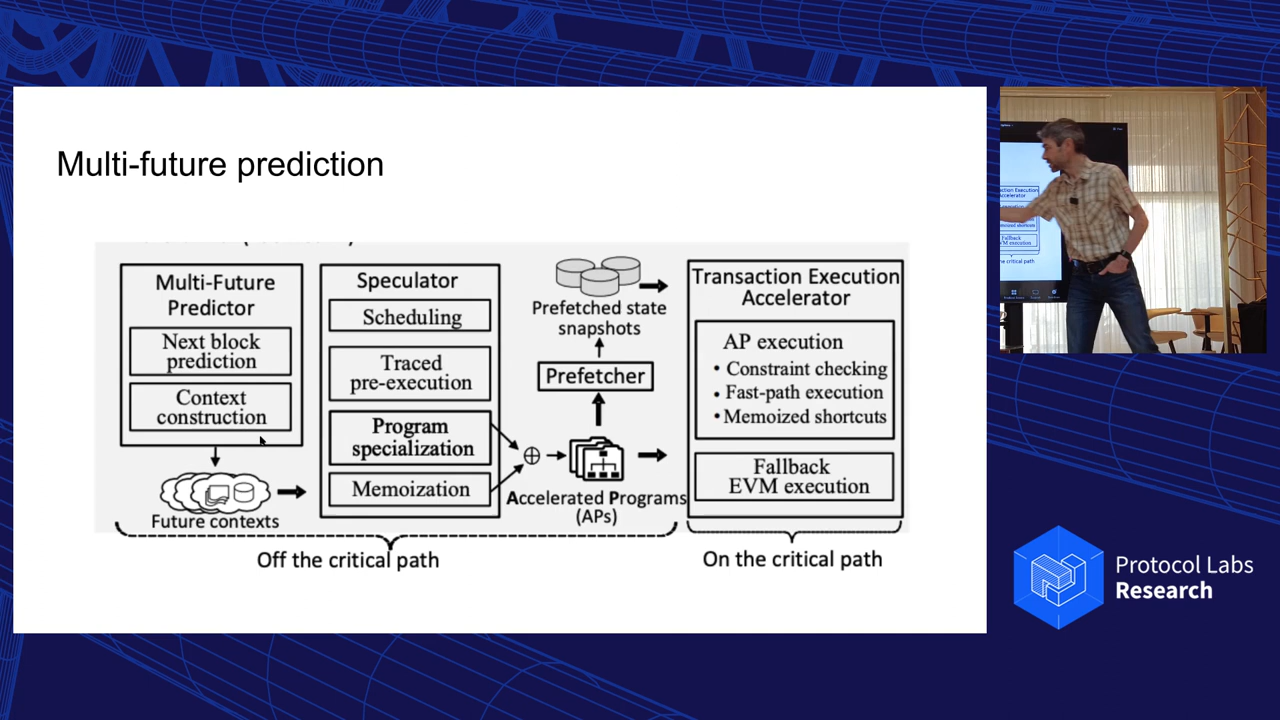 Multi-future prediction
Multi-Future
Predictor
Next block
prediction
Context
construction
Future contexts
Speculator
Scheduling
Traced
pre-execution
Program
specialization
Memoization
Prefetched state
snapshots
Prefetcher
Accelerated Programs
(APs)
Transaction Execution
Accelerator
AP execution
• Constraint checking
• Fast-path execution
• Memoized shortcuts
Fallback
EVM execution
Off the critical path
On the critical path
Protocol Labs
Research